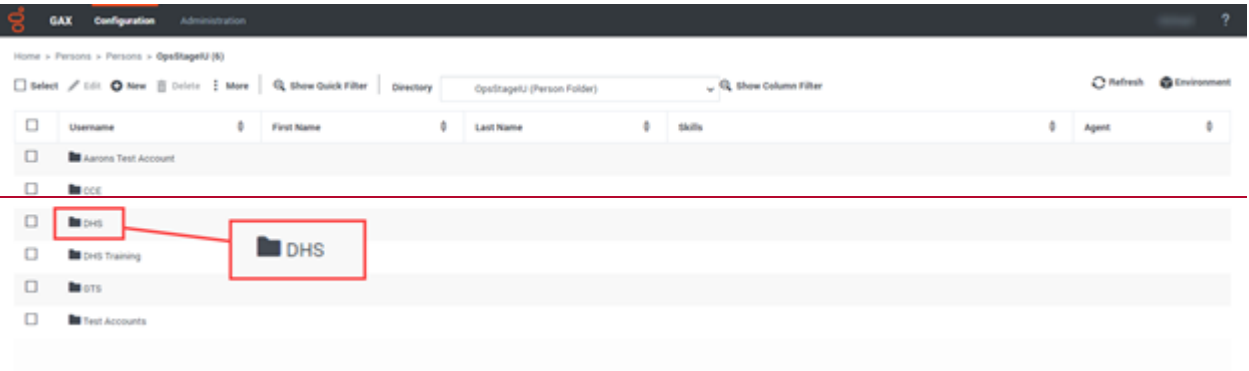 GAX Configuration Administration ?
Home > Persons > Persons > OpsStageIU (6)
Select Edit New Delete More Show Quick Filter Directory OpsStageIU (Person Folder) Show Column Filter Refresh Environment
Username First Name Last Name Skills Agent
Aarons Test Account
CCE
DHS
DHS
DHS Training
GTS
Test Accounts